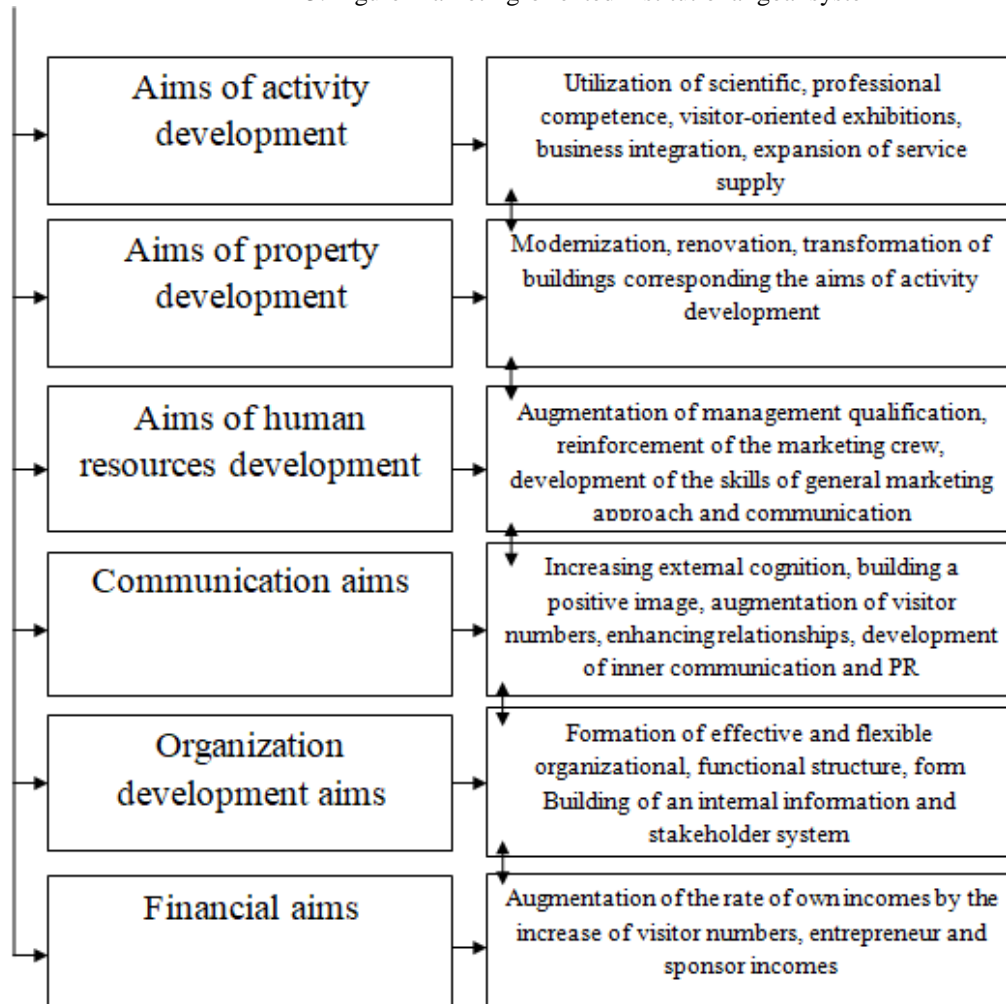 Aims of activity
development
Utilization of scientific, professional
competence, visitor-oriented exhibitions,
business integration, expansion of service
supply
Aims of property
development
Modernization, renovation, transformation of
buildings corresponding the aims of activity
development
Aims of human
resources development
Augmentation of management qualification,
reinforcement of the marketing crew,
development of the skills of general marketing
approach and communication
Communication aims
Increasing external cognition, building a
positive image, augmentation of visitor
numbers, enhancing relationships, development
of inner communication and PR
Organization
development aims
Formation of effective and flexible
organizational, functional structure, form
Building of an internal information and
stakeholder system
Financial aims
Augmentation of the rate of own incomes by the
increase of visitor numbers, entrepreneur and
sponsor incomes